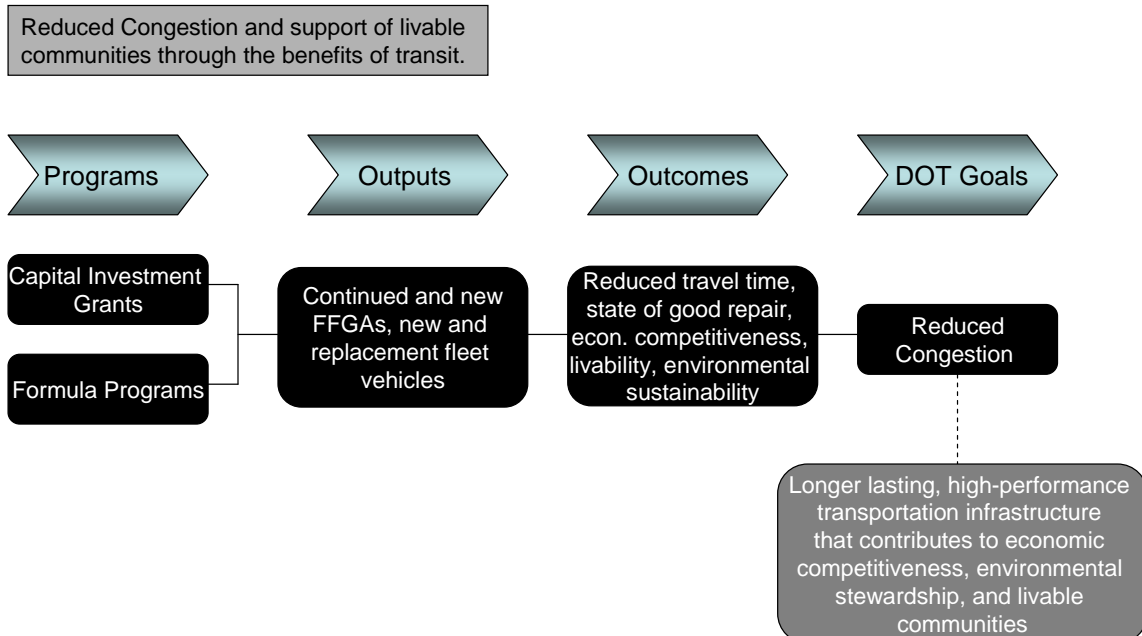 Reduced Congestion and support of livable
communities through the benefits of transit.
Programs
Outputs
Outcomes
DOT Goals
Capital Investment
Grants
Formula Programs
Continued and new
FFGAs, new and
replacement fleet
vehicles
Reduced travel time,
state of good repair,
econ. competitiveness,
livability, environmental
sustainability
Reduced
Congestion
Longer lasting, high-performance
transportation infrastructure
that contributes to economic
competitiveness, environmental
stewardship, and livable
communities